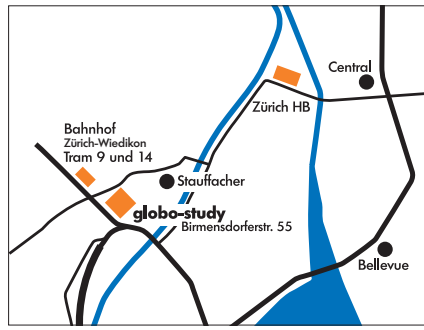 Central
Zürich HB
Bahnhof
Zürich-Wiedikon
Tram 9 und 14
Stauffacher
globo-study
Birmensdorferstr. 55
Bellevue